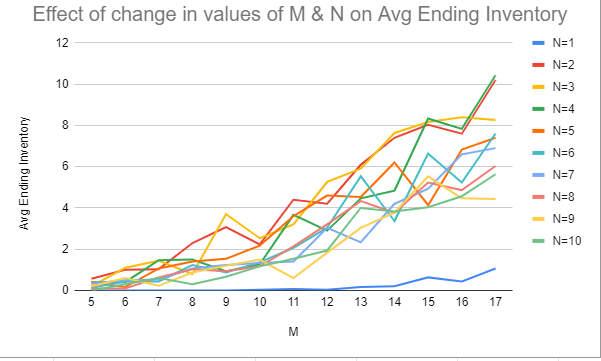 Effect of change in values of M & N on Avg Ending Inventory
12
10
8
6
4
2
0
Avg Ending Inventory
5 6 7 8 9 10 11 12 13 14 15 16 17
M
N=1
N=2
N=3
N=4
N=5
N=6
N=7
N=8
N=9
N=10